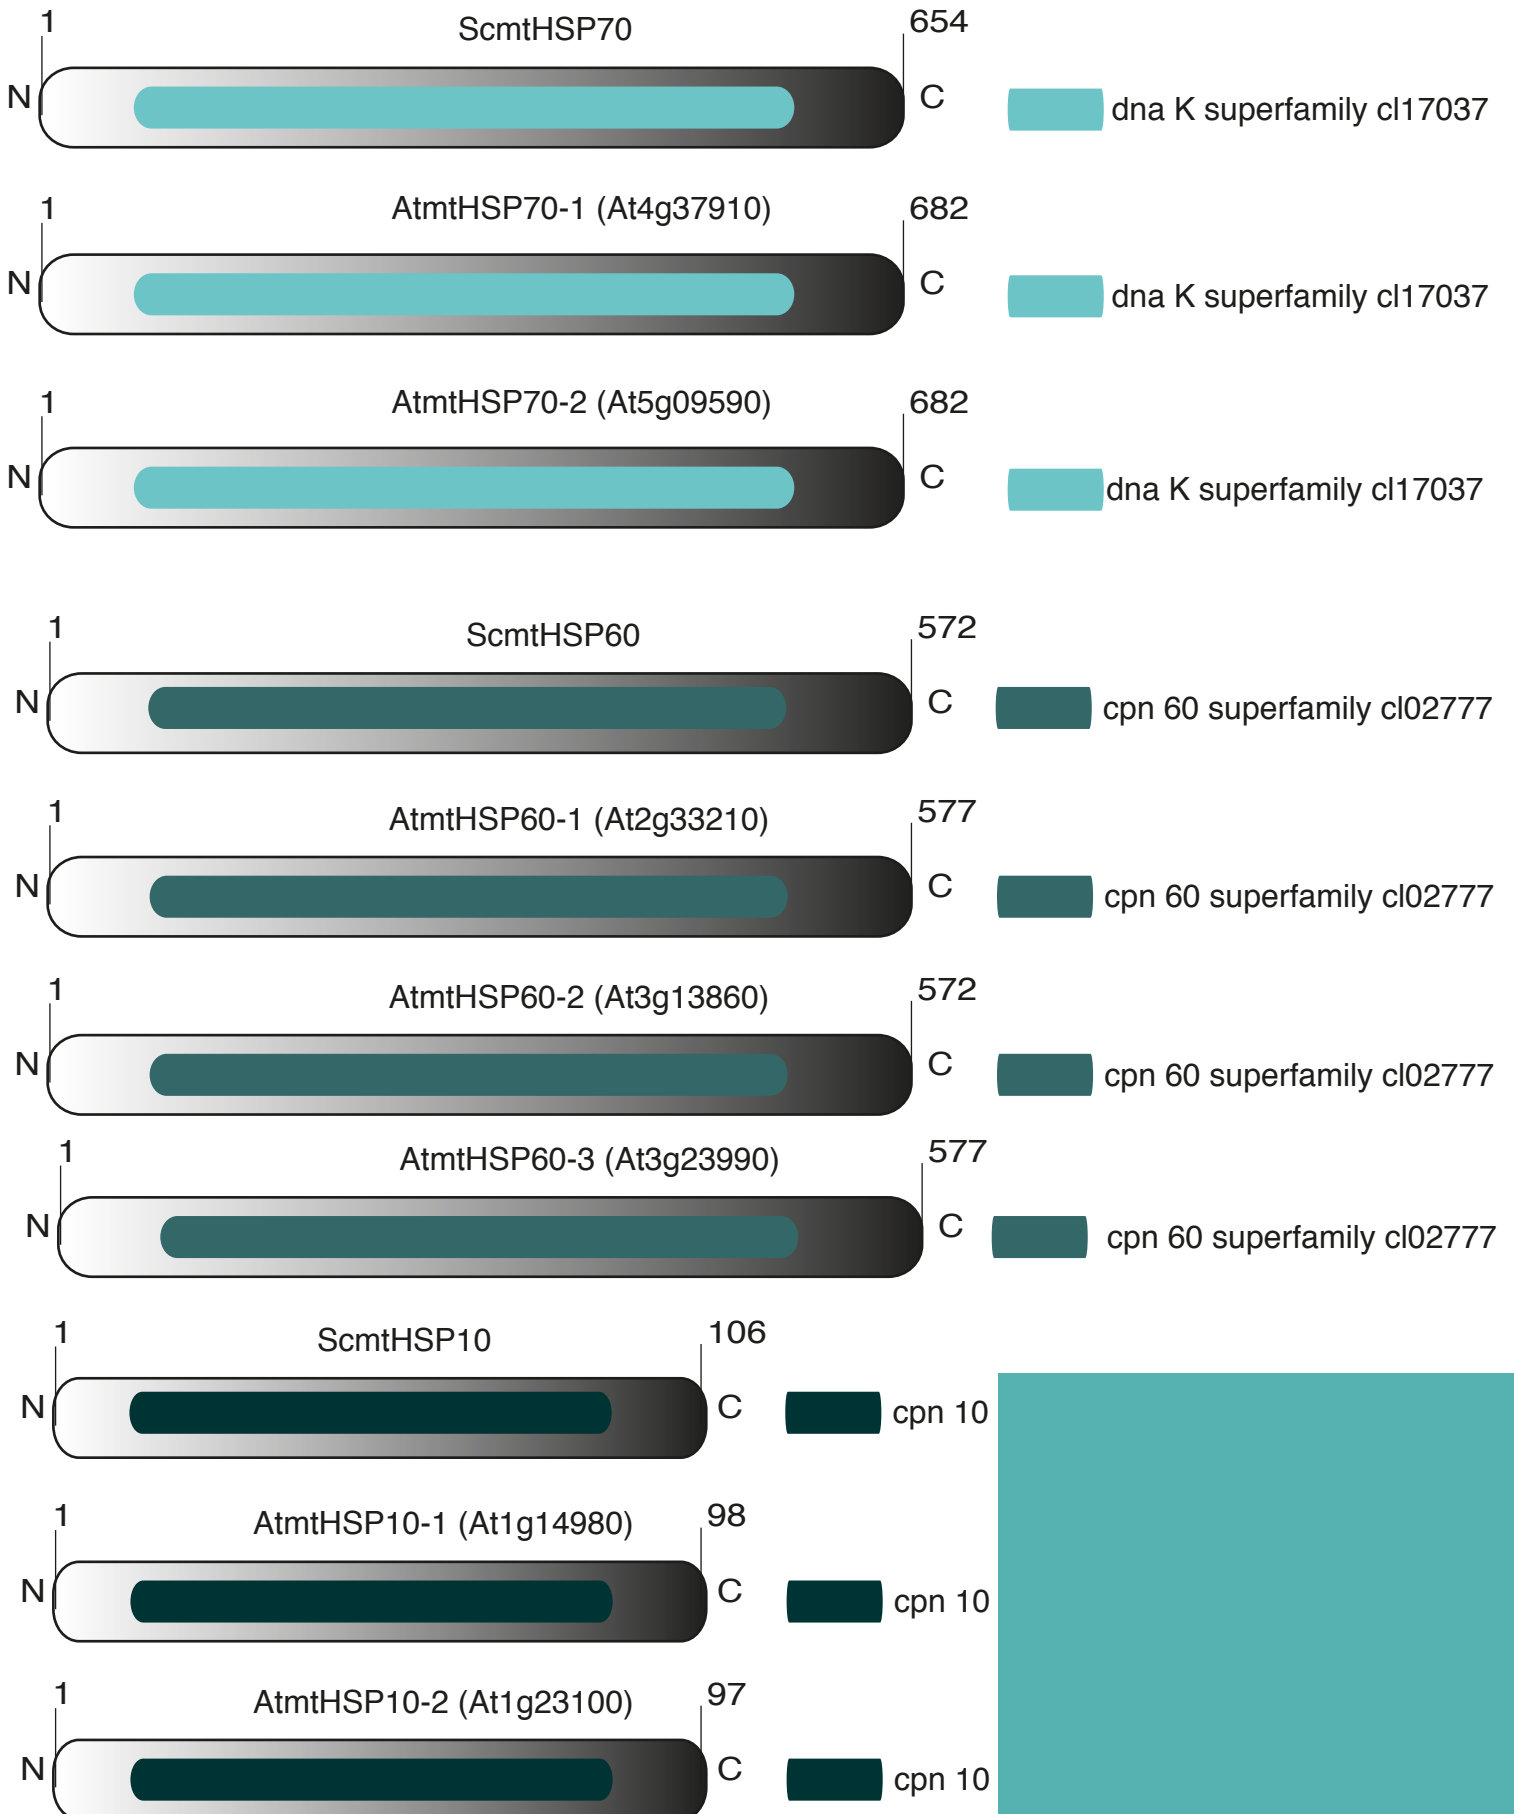 1 ScmtHSP70 654
N C dna K superfamily cl17037
1 AtmtHSP70-1 (At4g37910) 682
N C dna K superfamily cl17037
1 AtmtHSP70-2 (At5g09590) 682
N C dna K superfamily cl17037
1 ScmtHSP60 572
N C cpn 60 superfamily cl02777
1 AtmtHSP60-1 (At2g33210) 577
N C cpn 60 superfamily cl02777
1 AtmtHSP60-2 (At3g13860) 572
N C cpn 60 superfamily cl02777
1 AtmtHSP60-3 (At3g23990) 577
N C cpn 60 superfamily cl02777
1 ScmtHSP10 106
N C cpn 10
1 AtmtHSP10-1 (At1g14980) 98
N C cpn 10
1 AtmtHSP10-2 (At1g23100) 97
N C cpn 10